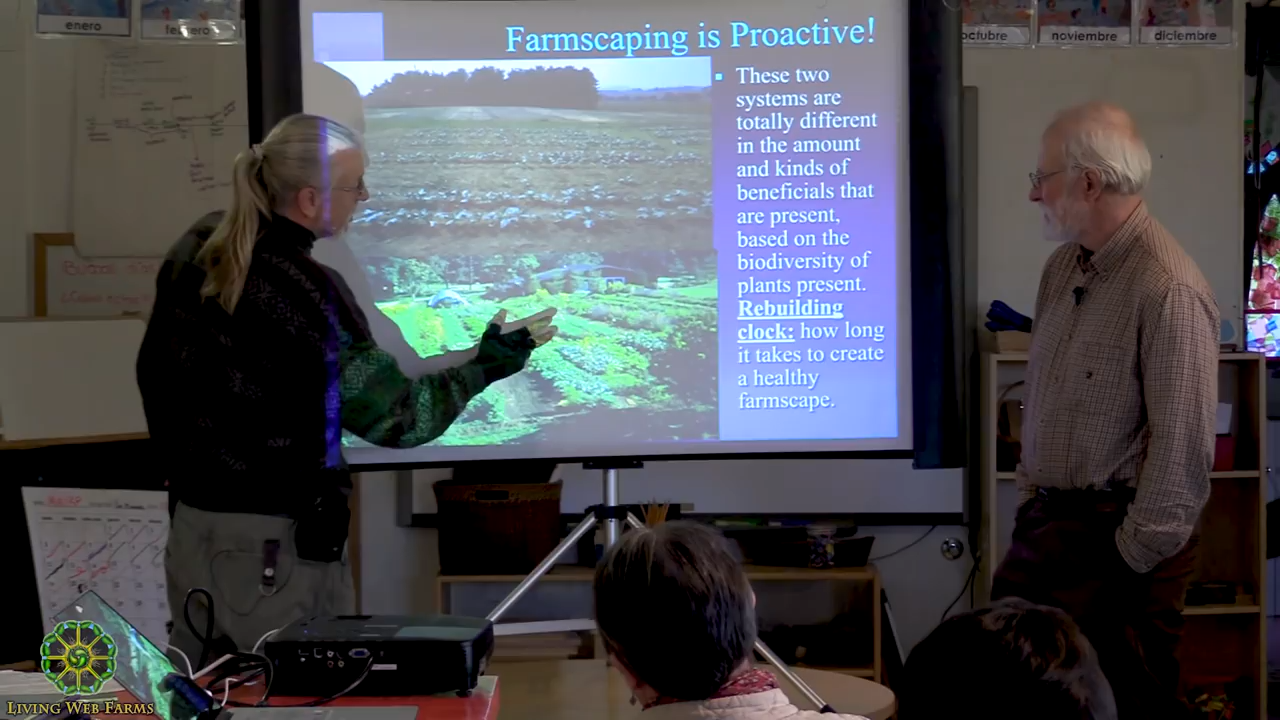 enero
febrero
octubre
noviembre
diciembre
Farmscaping is Proactive!
These two
systems are
totally different
in the amount
and kinds of
beneficials that
are present,
based on the
biodiversity of
plants present.
Rebuilding
clock: how long
it takes to create
a healthy
farmscape.
LIVING WEB FARMS